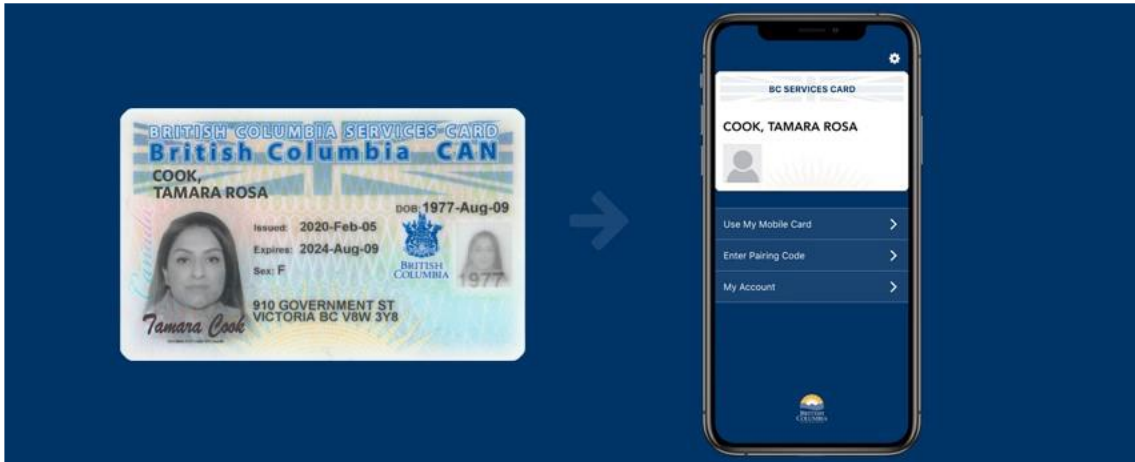 BRITISH COLUMBIA SERVICES CARD
British Columbia CAN
COOK,
TAMARA ROSA
DOB: 1977-Aug-09
Issued: 2020-Feb-05
Expires: 2024-Aug-09
Sex: F
BRITISH
COLUMBIA
1977
910 GOVERNMENT ST
VICTORIA BC V8W 3Y8
Tamara Cook
Canada
BC SERVICES CARD
COOK, TAMARA ROSA
Use My Mobile Card
Enter Pairing Code
My Account
BRITISH
COLUMBIA